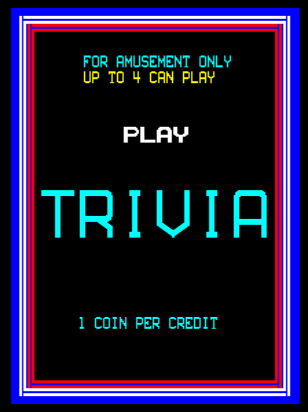 FOR AMUSEMENT ONLY
UP TO 4 CAN PLAY
PLAY
TRIVIA
1 COIN PER CREDIT